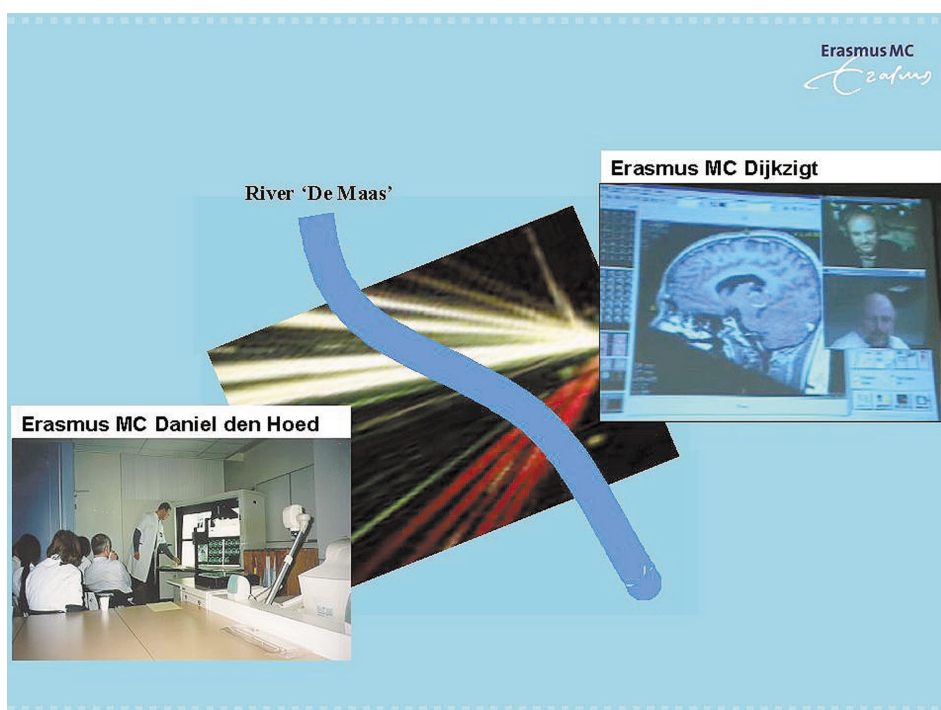 Erasmus MC
Erasmus
River ‘De Maas’
Erasmus MC Dijkzigt
Erasmus MC Daniel den Hoed